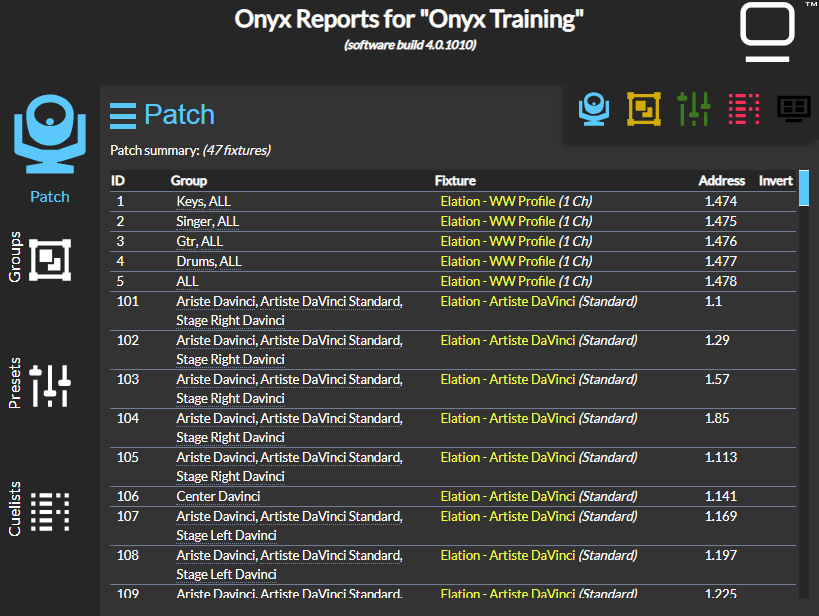 Onyx Reports for "Onyx Training"
(software build 4.0.1010)
TM
Patch
Patch summary: (47 fixtures)
Patch
Groups
Presets
Cuelists
ID Group Fixture Address Invert
1 Keys, ALL Elation - WW Profile (1 Ch) 1.474
2 Singer, ALL Elation - WW Profile (1 Ch) 1.475
3 Gtr, ALL Elation - WW Profile (1 Ch) 1.476
4 Drums, ALL Elation - WW Profile (1 Ch) 1.477
5 ALL Elation - WW Profile (1 Ch) 1.478
101 Ariste Davinci, Artiste DaVinci Standard, Elation - Artiste DaVinci (Standard) 1.1
Stage Right Davinci
102 Ariste Davinci, Artiste DaVinci Standard, Elation - Artiste DaVinci (Standard) 1.29
Stage Right Davinci
103 Ariste Davinci, Artiste DaVinci Standard, Elation - Artiste DaVinci (Standard) 1.57
Stage Right Davinci
104 Ariste Davinci, Artiste DaVinci Standard, Elation - Artiste DaVinci (Standard) 1.85
Stage Right Davinci
105 Ariste Davinci, Artiste DaVinci Standard, Elation - Artiste DaVinci (Standard) 1.113
Stage Right Davinci
106 Center Davinci Elation - Artiste DaVinci (Standard) 1.141
107 Ariste Davinci, Artiste DaVinci Standard, Elation - Artiste DaVinci (Standard) 1.169
Stage Left Davinci
108 Ariste Davinci, Artiste DaVinci Standard, Elation - Artiste DaVinci (Standard) 1.197
Stage Left Davinci
109 Ariste Davinci, Artiste DaVinci Standard, Elation - Artiste DaVinci (Standard) 1.225